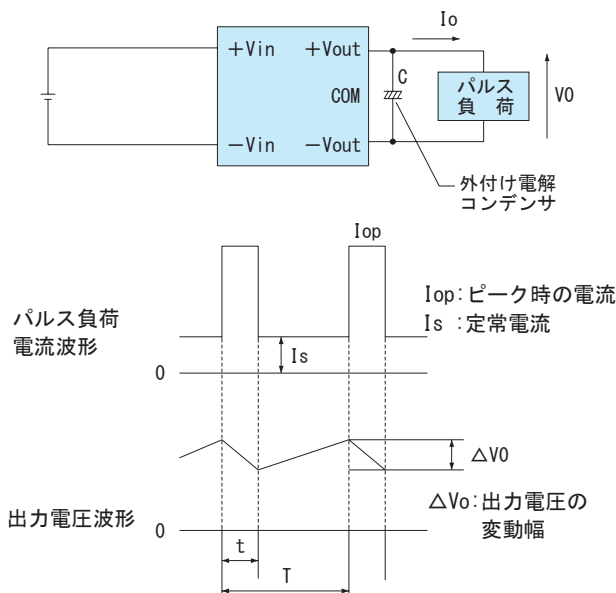 Io
+Vin
+Vout
C
COM
パルス
負 荷
V0
-Vin
-Vout
外付け電解
コンデンサ
Iop
パルス負荷
電流波形
Iop:ピーク時の電流
Is :定常電流
Is
0
△V0
出力電圧波形
0
△Vo:出力電圧の
変動幅
t
T